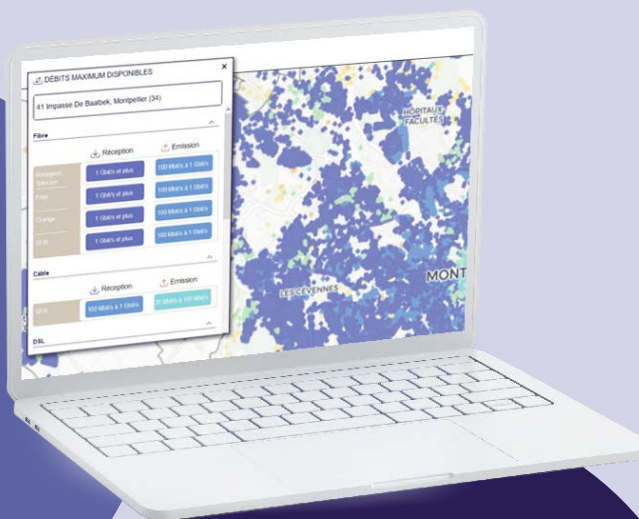 DÉBITS MAXIMUM DISPONIBLES
×
41 Impasse De Baalbek, Montpellier (34)
Fibre
Réception Emission
Bouygues Telecom 1 Gbit/s et plus 100 Mbit/s à 1 Gbit/s
Free 1 Gbit/s et plus 100 Mbit/s à 1 Gbit/s
Orange 1 Gbit/s et plus 100 Mbit/s à 1 Gbit/s
SFR 1 Gbit/s et plus 100 Mbit/s à 1 Gbit/s
Câble
Réception Emission
SFR 100 Mbit/s à 1 Gbit/s à 100 Mbit/s
DSL
HÔPITAUX-
FACULTÉS
LES CÉVENNES
MONT